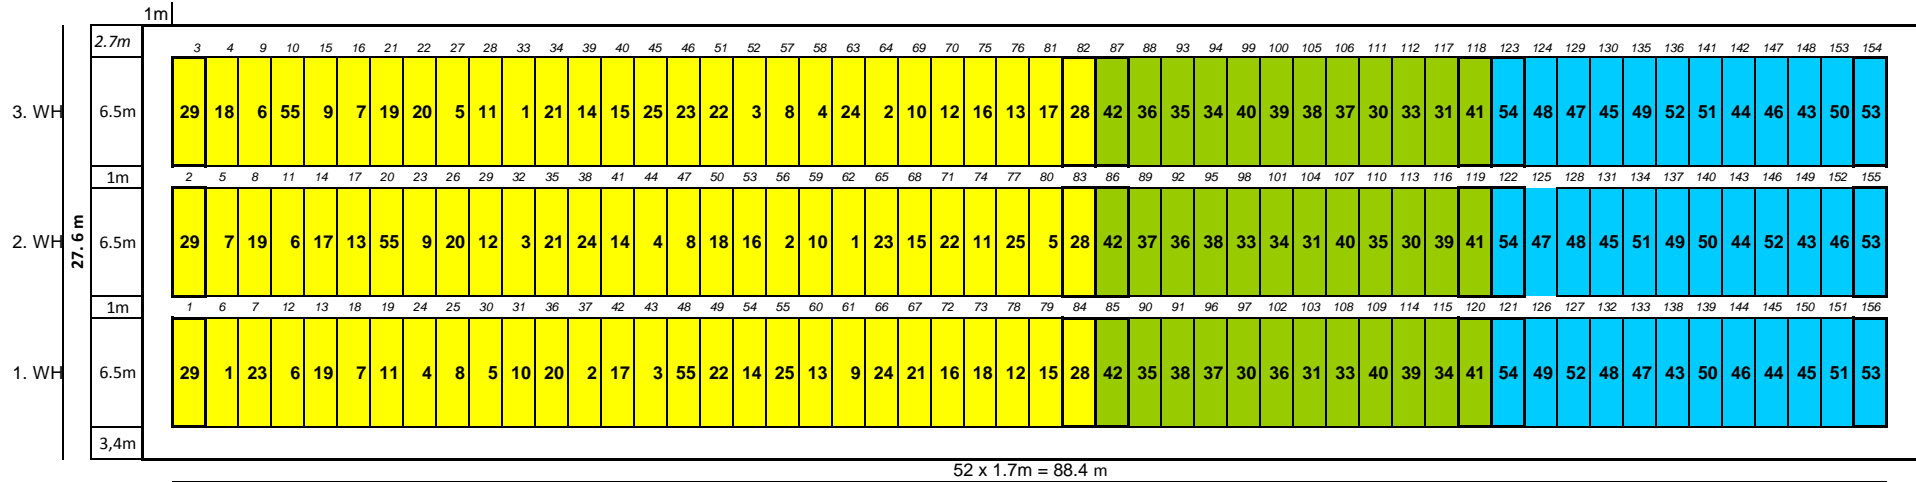 1m
2.7m 3 4 9 10 15 16 21 22 27 28 33 34 39 40 45 46 51 52 57 58 63 64 69 70 75 76 81 82 87 88 93 94 99 100 105 106 111 112 117 118 123 124 129 130 135 136 141 142 147 148 153 154
3. WH 6.5m 29 18 6 55 9 7 19 20 5 11 1 21 14 15 25 23 22 3 8 4 24 2 10 12 16 13 17 28 42 36 35 34 40 39 38 37 30 33 31 41 54 48 47 45 49 52 51 44 46 43 50 53
1m 2 5 8 11 14 17 20 23 26 29 32 35 38 41 44 47 50 53 56 59 62 65 68 71 74 77 80 83 86 89 92 95 98 101 104 107 110 113 116 119 122 125 128 131 134 137 140 143 146 149 152 155
2. WH 27. 6 m 6.5m 29 7 19 6 17 13 55 9 20 12 3 21 24 14 4 8 18 16 2 10 1 23 15 22 11 25 5 28 42 37 36 38 33 34 31 40 35 30 39 41 54 47 48 45 51 49 50 44 52 43 46 53
1m 1 6 7 12 13 18 19 24 25 30 31 36 37 42 43 48 49 54 55 60 61 66 67 72 73 78 79 84 85 90 91 96 97 102 103 108 109 114 115 120 121 126 127 132 133 138 139 144 145 150 151 156
1. WH 6.5m 29 1 23 6 19 7 11 4 8 5 10 20 2 17 3 55 22 14 25 13 9 24 21 16 18 12 15 28 42 35 38 37 30 36 31 33 40 39 34 41 54 49 52 48 47 43 50 46 44 45 51 53
3,4m
52 x 1.7m = 88.4 m